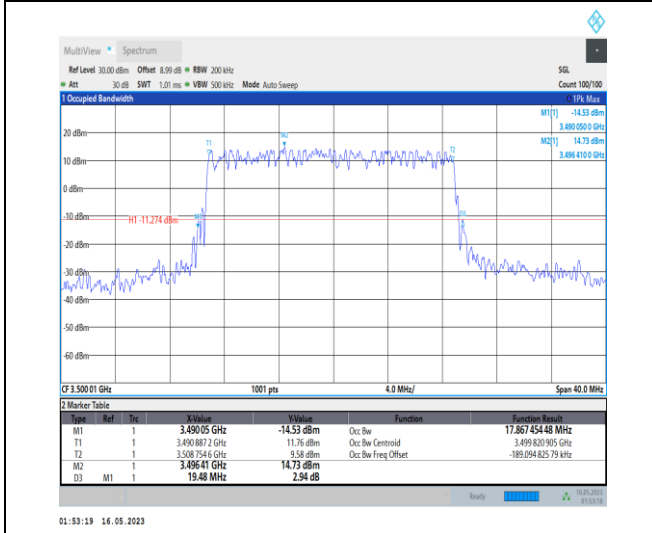 MultiView Spectrum
Ref Level 30.00 dBm Offset 8.99 dB RBW 200 kHz SGL
Att 30 dB SWT 1.01 ms VBW 500 kHz Mode Auto Sweep Count 100/100
1 Occupied Bandwidth 1Pk Max
M1[1] -14.53 dBm
3.490 050 0 GHz
20 dBm M2[1] 14.73 dBm
3.496 410 0 GHz
T1 M2 T2
10 dBm
0 dBm
-10 dBm
H1 -11.274 dBm
-20 dBm
-30 dBm
-40 dBm
-50 dBm
-60 dBm
CF 3.500 01 GHz 1001 pts 4.0 MHz/ Span 40.0 MHz
2 Marker Table
Type Ref Trc X-Value Y-Value Function Function Result
M1 1 3.490 05 GHz -14.53 dBm Occ Bw 17.867 454 48 MHz
T1 1 3.490 887 2 GHz 11.76 dBm Occ Bw Centroid 3.499 820 905 GHz
T2 1 3.508 754 6 GHz 9.58 dBm Occ Bw Freq Offset -189.094 825 79 kHz
M2 1 3.496 41 GHz 14.73 dBm
D3 M1 1 19.48 MHz 2.94 dB
Ready 16.05.2023
01:53:18
01:53:19 16.05.2023